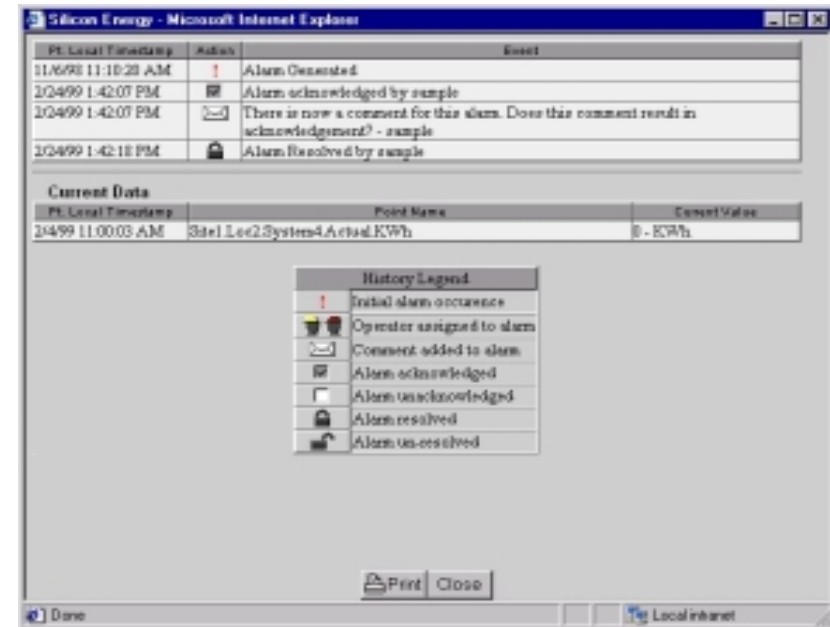 Silicon Energy - Microsoft Internet Explorer
Pt. Local Timestamp Action Event
11/6/98 11:10:28 AM ! Alarm Generated
2/24/99 1:42:07 PM Alarm acknowledged by sample
2/24/99 1:42:07 PM There is now a comment for this alarm. Does this comment result in
acknowledgement? - sample
2/24/99 1:42:18 PM Alarm Resolved by sample
Current Data
Pt. Local Timestamp Point Name Current Value
2/4/99 11:00:03 AM Site1.Loc2.System4.Actual.KWh 0 - KWh
History Legend
! Initial alarm occurence
Operator assigned to alarm
Comment added to alarm
Alarm acknowledged
Alarm unacknowledged
Alarm resolved
Alarm un-resolved
Print Close
Done Local intranet